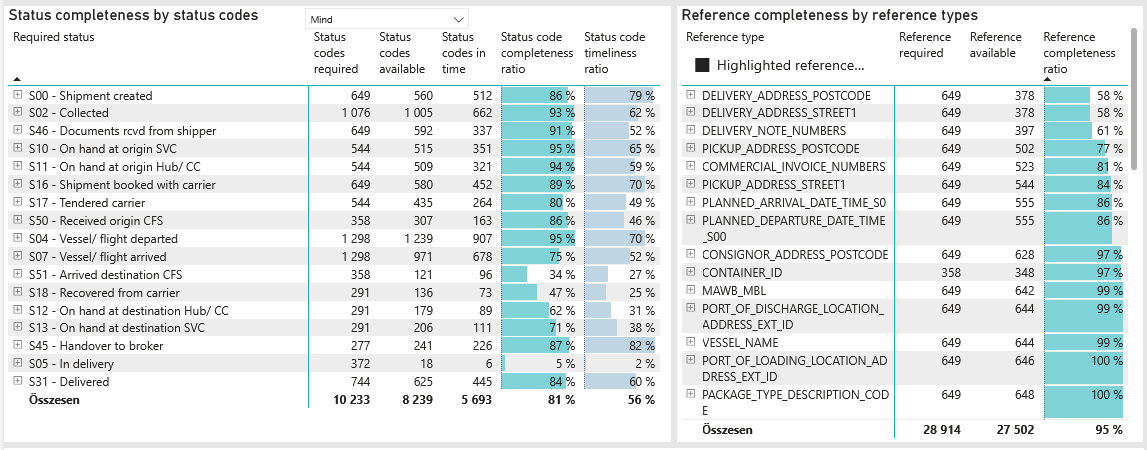 Status completeness by status codes
Mind
Required status
Status codes required
Status codes available
Status codes in time
Status code completeness ratio
Status code timeliness ratio
S00 - Shipment created 649 560 512 86 % 79 %
S02 - Collected 1 076 1 005 662 93 % 62 %
S46 - Documents rcvd from shipper 649 592 337 91 % 52 %
S10 - On hand at origin SVC 544 515 351 95 % 65 %
S11 - On hand at origin Hub/ CC 544 509 321 94 % 59 %
S16 - Shipment booked with carrier 649 580 452 89 % 70 %
S17 - Tendered carrier 544 435 264 80 % 49 %
S50 - Received origin CFS 358 307 163 86 % 46 %
S04 - Vessel/ flight departed 1 298 1 239 907 95 % 70 %
S07 - Vessel/ flight arrived 1 298 971 678 75 % 52 %
S51 - Arrived destination CFS 358 121 96 34 % 27 %
S18 - Recovered from carrier 291 136 73 47 % 25 %
S12 - On hand at destination Hub/ CC 291 179 89 62 % 31 %
S13 - On hand at destination SVC 291 206 111 71 % 38 %
S45 - Handover to broker 277 241 226 87 % 82 %
S05 - In delivery 372 18 6 5 % 2 %
S31 - Delivered 744 625 445 84 % 60 %
Összesen 10 233 8 239 5 693 81 % 56 %
Reference completeness by reference types
Reference type
Reference required
Reference available
Reference completeness ratio
Highlighted reference...
DELIVERY_ADDRESS_POSTCODE 649 378 58 %
DELIVERY_ADDRESS_STREET1 649 378 58 %
DELIVERY_NOTE_NUMBERS 649 397 61 %
PICKUP_ADDRESS_POSTCODE 649 502 77 %
COMMERCIAL_INVOICE_NUMBERS 649 523 81 %
PICKUP_ADDRESS_STREET1 649 544 84 %
PLANNED_ARRIVAL_DATE_TIME_S0 649 555 86 %
PLANNED_DEPARTURE_DATE_TIME 649 555 86 %
_S00
CONSIGNOR_ADDRESS_POSTCODE 649 628 97 %
CONTAINER_ID 358 348 97 %
MAWB_MBL 649 642 99 %
PORT_OF_DISCHARGE_LOCATION_ 649 644 99 %
ADDRESS_EXT_ID
VESSEL_NAME 649 644 99 %
PORT_OF_LOADING_LOCATION_AD 649 646 100 %
DRESS_EXT_ID
PACKAGE_TYPE_DESCRIPTION_COD 649 648 100 %
E
Összesen 28 914 27 502 95 %